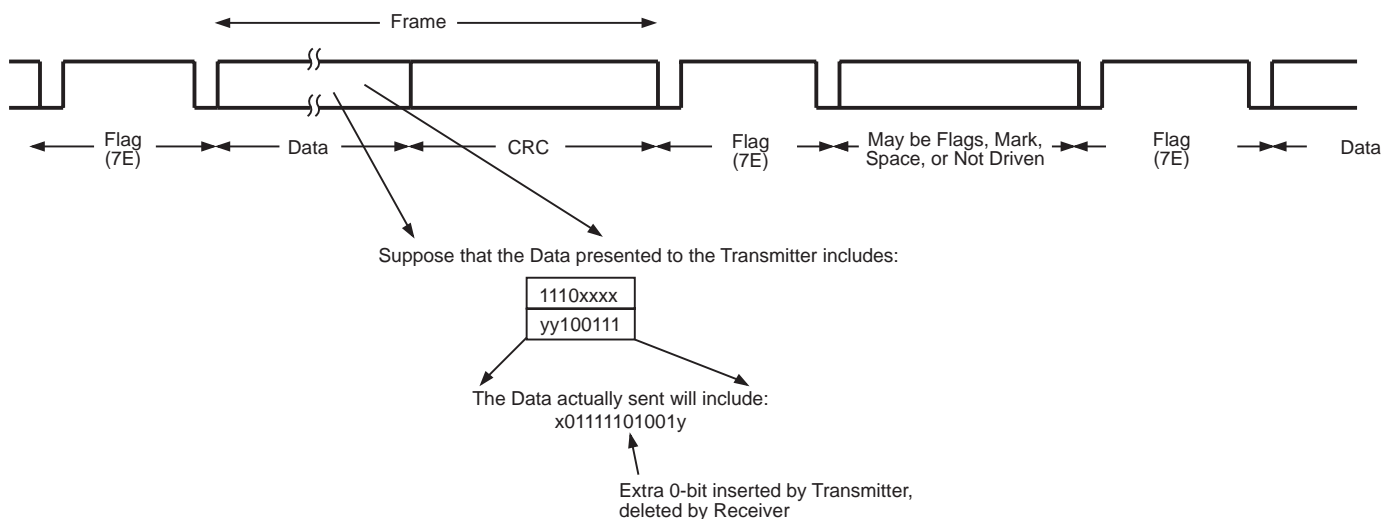 Frame
Flag
(7E)
Data
CRC
Flag
(7E)
May be Flags, Mark,
Space, or Not Driven
Flag
(7E)
Data
Suppose that the Data presented to the Transmitter includes:
1110xxxx
yy100111
The Data actually sent will include:
x01111101001y
Extra 0-bit inserted by Transmitter,
deleted by Receiver